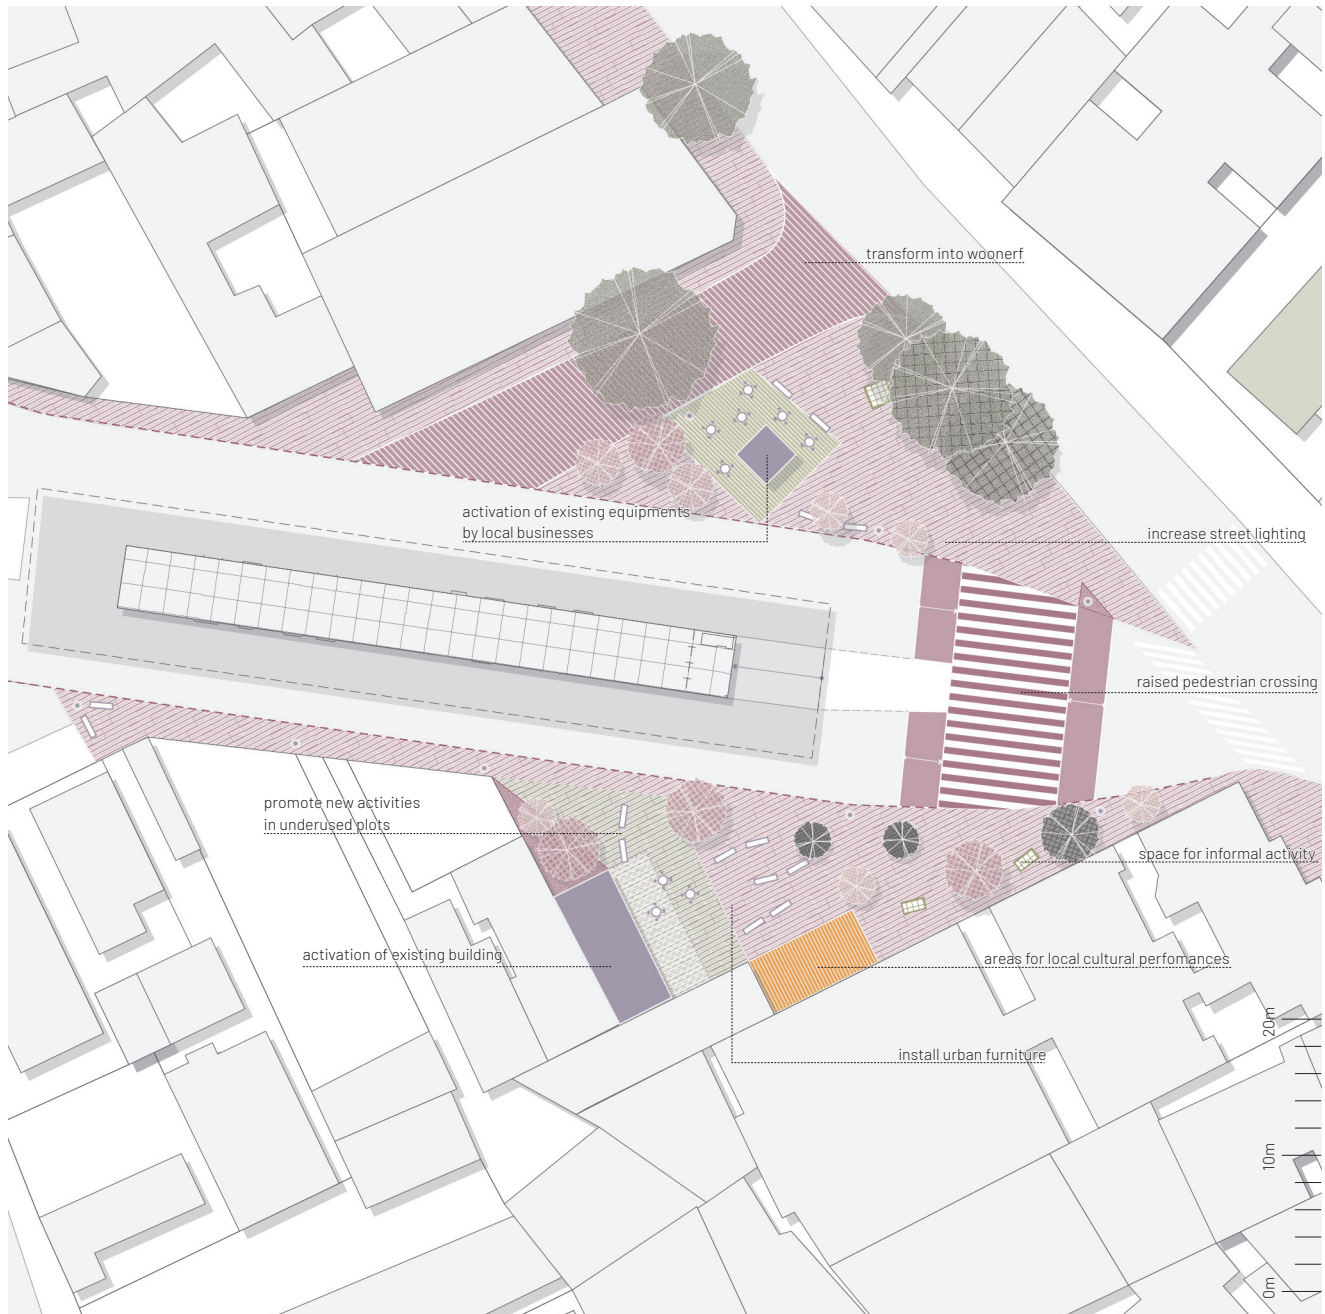 transform into woonerf
activation of existing equipments
by local businesses
increase street lighting
raised pedestrian crossing
promote new activities
in underused plots
space for informal activity
activation of existing building
areas for local cultural perfomances
install urban furniture
20m
10m
0m